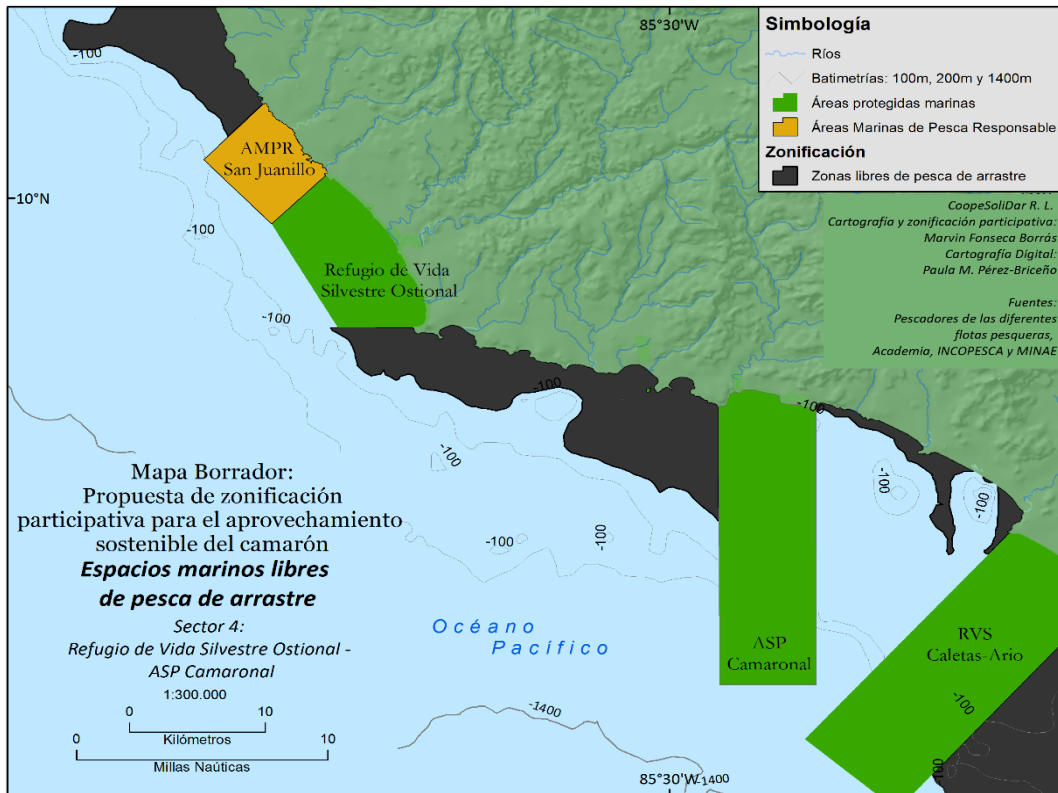 85°30'W
Simbología
Ríos
Batimetrías: 100m, 200m y 1400m
Áreas protegidas marinas
Áreas Marinas de Pesca Responsable
Zonificación
Zonas libres de pesca de arrastre
CoopeSoliDar R. L.
Cartografía y zonificación participativa:
Marvin Fonseca Borrás
Cartografía Digital:
Paula M. Pérez-Briceño
Fuentes:
Pescadores de las diferentes
flotas pesqueras,
Academia, INCOPESCA y MINAE
-100
AMPR
San Juanillo
10°N
-100
Refugio de Vida
Silvestre Ostional
-100
-100
-100
-100
-100
-100
-100
-100
-100
Mapa Borrador:
Propuesta de zonificación
participativa para el aprovechamiento
sostenible del camarón
Espacios marinos libres
de pesca de arrastre
Sector 4:
Refugio de Vida Silvestre Ostional -
ASP Camaronal
1:300.000
0 10
Kilómetros
0 10
Millas Naúticas
Océano
Pacífico
ASP
Camaronal
RVS
Caletas-Ario
-100
-1400
85°30'W
-1400
100